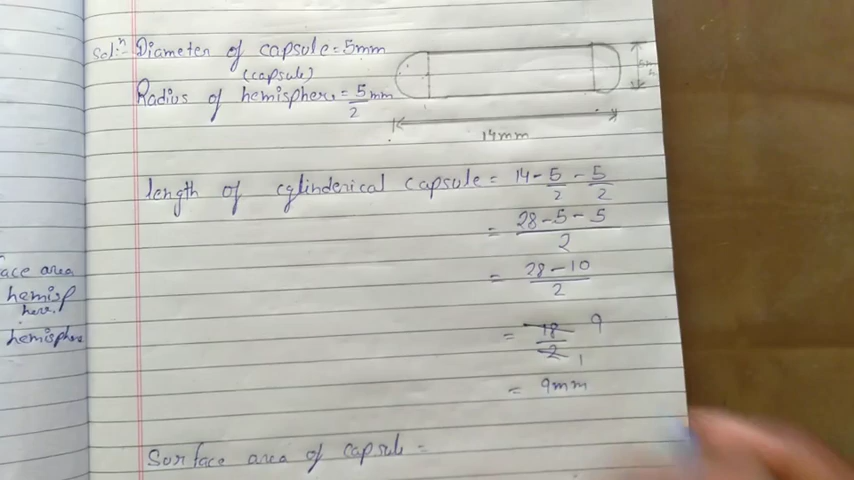 Sol:ⁿ- Diameter of capsule = 5mm
(capsule)
Radius of hemisphere = 5/2 mm
14mm
length of cylinderical capsule = 14 - 5/2 - 5/2
= 28 - 5 - 5 / 2
= 28 - 10 / 2
= 18/2 9 1
= 9mm
Surface area of capsule =
ace area
hemisp
here.
hemisphere